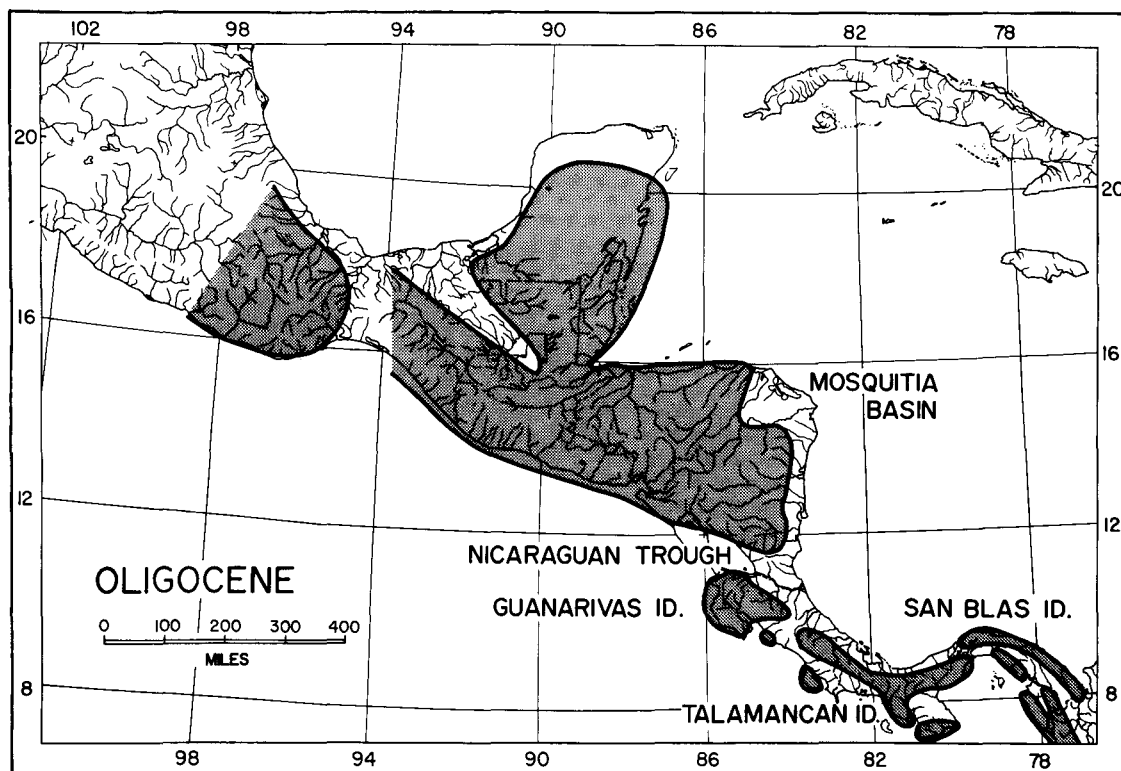 102 98 94 90 86 82 78
20
20
16
16
MOSQUITIA
BASIN
12
12
NICARAGUAN TROUGH
OLIGOCENE
GUANARIVAS ID.
SAN BLAS ID.
0 100 200 300 400
MILES
8
8
TALAMANCAN ID.
98 94 90 86 82 78